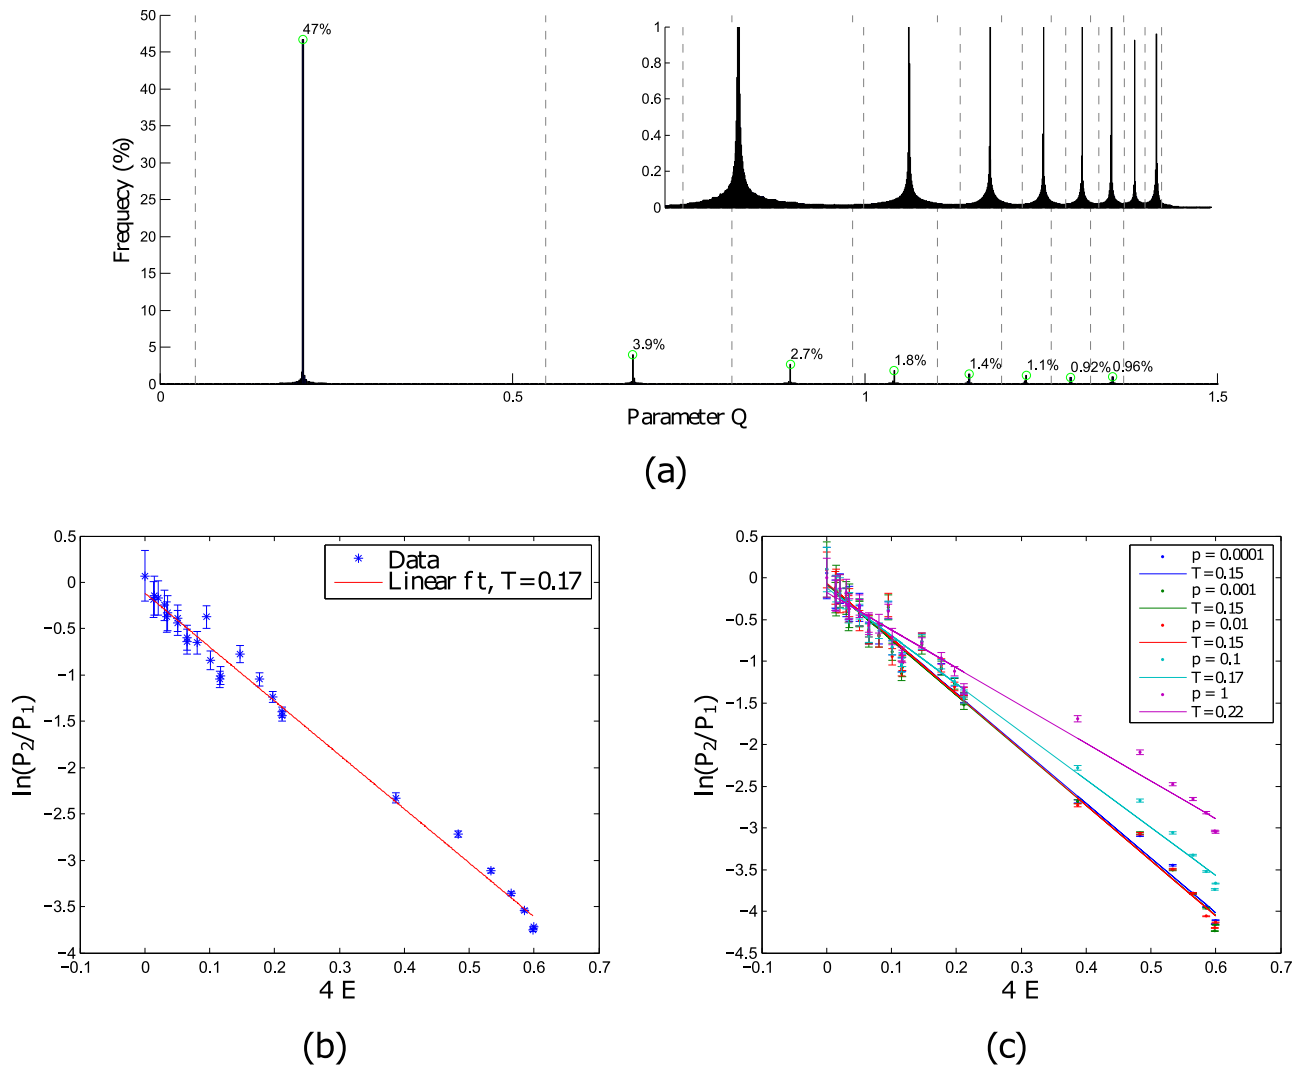 50
45
40
35
30
25
20
15
10
5
0
Frequecy (%)
47%
3.9%
2.7%
1.8%
1.4%
1.1%
0.92%
0.96%
0
0.5
1
1.5
Parameter Q
1
0.8
0.6
0.4
0.2
0
(a)
0.5
0
−0.5
−1
−1.5
−2
−2.5
−3
−3.5
−4
ln(P2/P1)
Data
Linear ft, T=0.17
−0.1 0 0.1 0.2 0.3 0.4 0.5 0.6 0.7
4 E
(b)
0.5
0
−0.5
−1
−1.5
−2
−2.5
−3
−3.5
−4
−4.5
ln(P2/P1)
p = 0.0001
T=0.15
p = 0.001
T=0.15
p = 0.01
T=0.15
p = 0.1
T=0.17
p = 1
T=0.22
−0.1 0 0.1 0.2 0.3 0.4 0.5 0.6 0.7
4 E
(c)